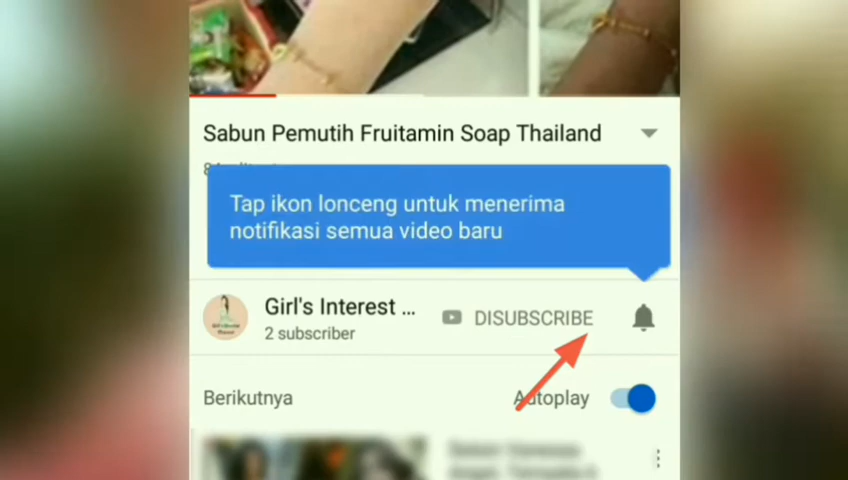 Sabun Pemutih Fruitamin Soap Thailand
Tap ikon lonceng untuk menerima
notifikasi semua video baru
Girl's Interest ...
DISUBSCRIBE
2 subscriber
Berikutnya
Autoplay